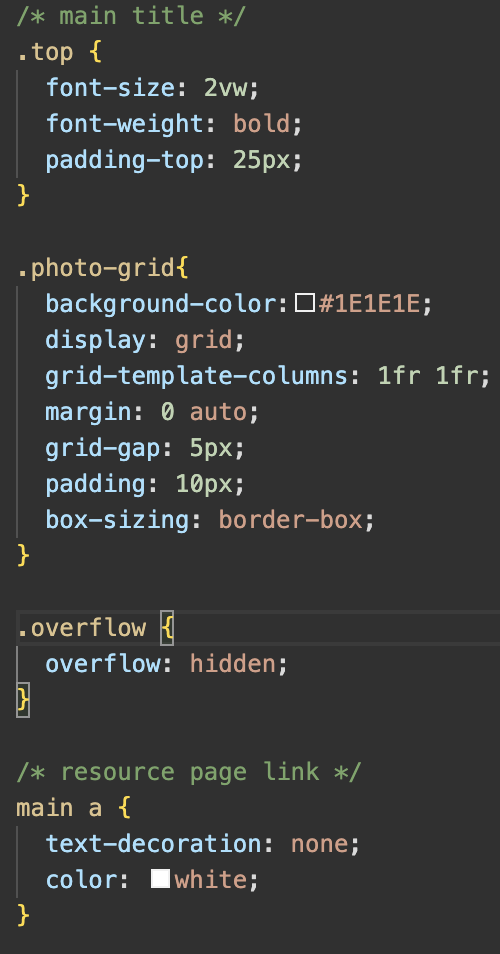 /* main title */
.top {
  font-size: 2vw;
  font-weight: bold;
  padding-top: 25px;
}

.photo-grid{
  background-color: #1E1E1E;
  display: grid;
  grid-template-columns: 1fr 1fr;
  margin: 0 auto;
  grid-gap: 5px;
  padding: 10px;
  box-sizing: border-box;
}

.overflow {
  overflow: hidden;
}

/* resource page link */
main a {
  text-decoration: none;
  color: white;
}